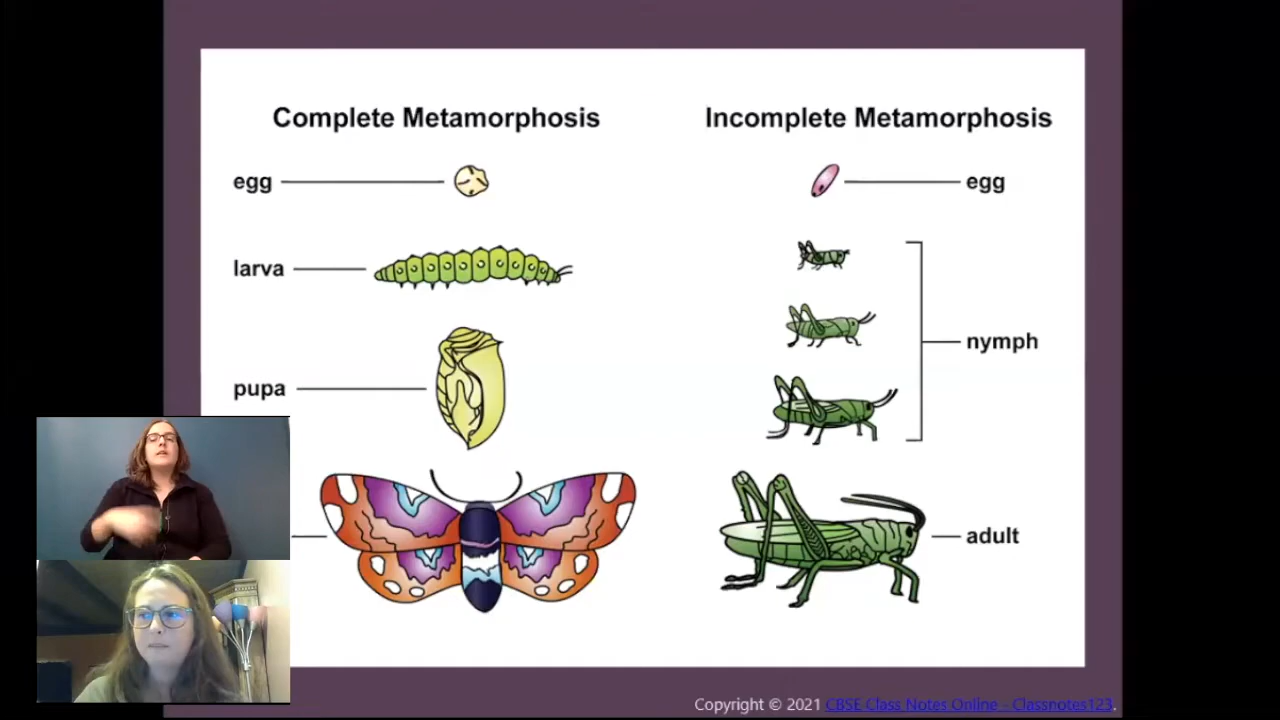 Complete Metamorphosis
egg
larva
pupa
Incomplete Metamorphosis
egg
nymph
adult
Copyright © 2021 CBSE Class Notes Online - Classnotes123.